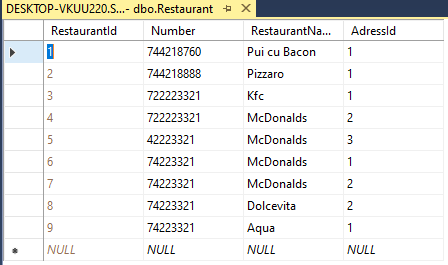 DESKTOP-VKUU220.S...- dbo.Restaurant
RestaurantId Number RestaurantNa... AdressId
1 744218760 Pui cu Bacon 1
2 744218888 Pizzaro 1
3 722223321 Kfc 1
4 722223321 McDonalds 2
5 42223321 McDonalds 3
6 74223321 McDonalds 1
7 74223321 McDonalds 2
8 74223321 Dolcevita 2
9 74223321 Aqua 1
NULL NULL NULL NULL